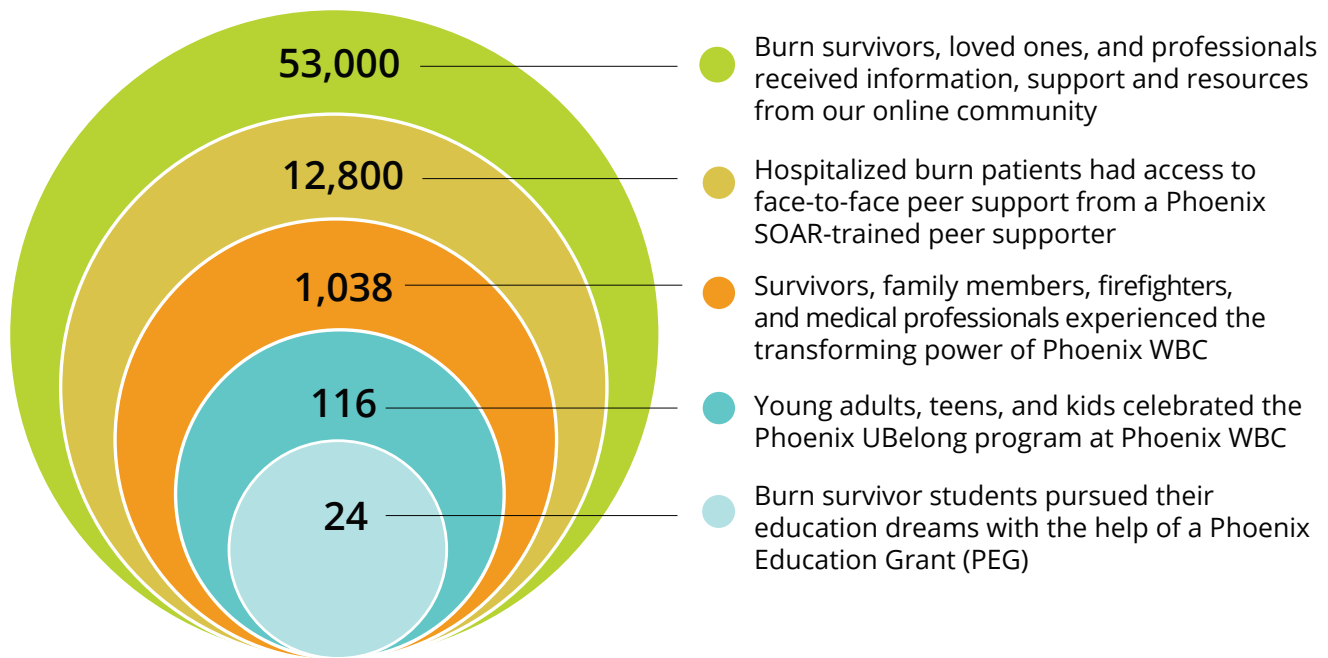 53,000
Burn survivors, loved ones, and professionals
received information, support and resources
from our online community
12,800
Hospitalized burn patients had access to
face-to-face peer support from a Phoenix
SOAR-trained peer supporter
1,038
Survivors, family members, firefighters,
and medical professionals experienced the
transforming power of Phoenix WBC
116
Young adults, teens, and kids celebrated the
Phoenix UBelong program at Phoenix WBC
24
Burn survivor students pursued their
education dreams with the help of a Phoenix
Education Grant (PEG)